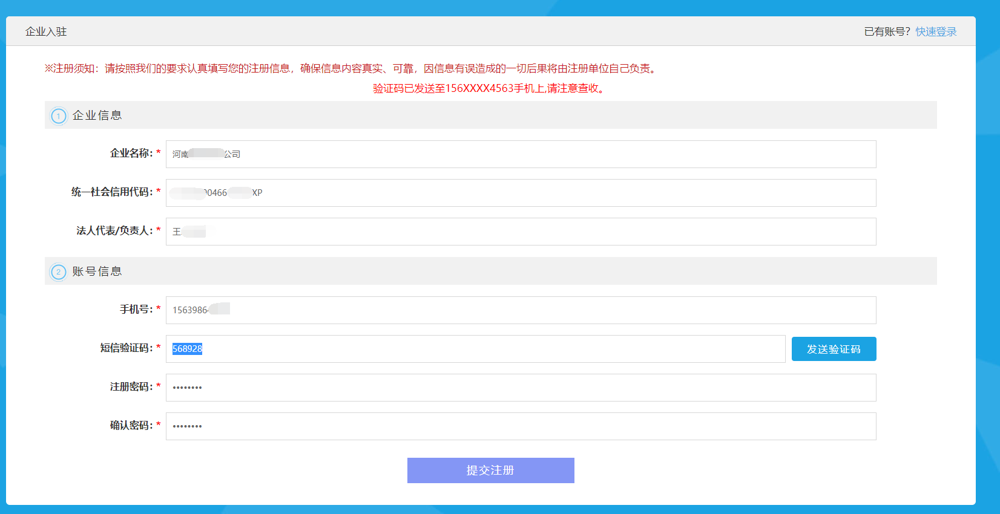 企业入驻
已有账号？快速登录
※注册须知：请按照我们的要求认真填写您的注册信息，确保信息内容真实、可靠，因信息有误造成的一切后果将由注册单位自己负责。
验证码已发送至156XXXX4563手机上,请注意查收。
1 企业信息
企业名称：* 河南 公司
统一社会信用代码：* 0466 XP
法人代表/负责人：* 王
2 账号信息
手机号：* 1563986
短信验证码：* 568928 发送验证码
注册密码：* ••••••••
确认密码：* ••••••••
提交注册